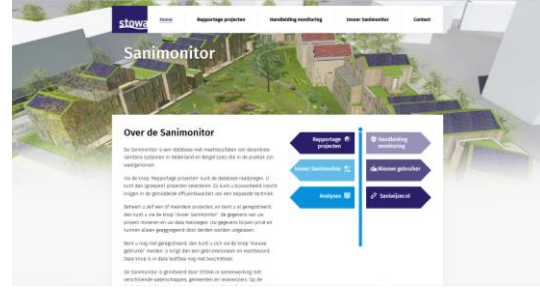 stowa
Home Rapportage projecten Handleiding monitoring Invoer Sanimonitor Contact
Sanimonitor
Over de Sanimonitor
De Sanimonitor is een database met meetresultaten van decentrale
sanitaire systemen in Nederland en België zoals die in de praktijk zijn
waargenomen.
Via de knop 'Rapportage projecten' kunt de database raadplegen. U
kunt dan (groepen) projecten selecteren. Zo kunt u bijvoorbeeld inzicht
krijgen in de gemiddelde effluentkwaliteit van een bepaalde techniek.
Beheert u zelf een of meerdere projecten, en bent u al geregistreerd,
dan kunt u via de knop 'Invoer Sanimonitor' de gegevens van uw
project invoeren en uw data toevoegen. Uw gegevens blijven privé en
kunnen alleen geaggregeerd door derden worden uitgelezen.
Bent u nog niet geregistreerd, dan kunt u zich via de knop 'Nieuwe
gebruiker' melden. U krijgt dan een gebruikersnaam en wachtwoord.
Deze knop is in deze testfase nog niet beschikbaar.
De Sanimonitor is geïnitieerd door STOWA in samenwerking met
verschillende waterschappen, gemeenten en leveranciers. Op de
Rapportage
projecten
Handleiding
monitoring
Invoer Sanimonitor
Nieuwe gebruiker
Analyses
Saniwijzer.nl